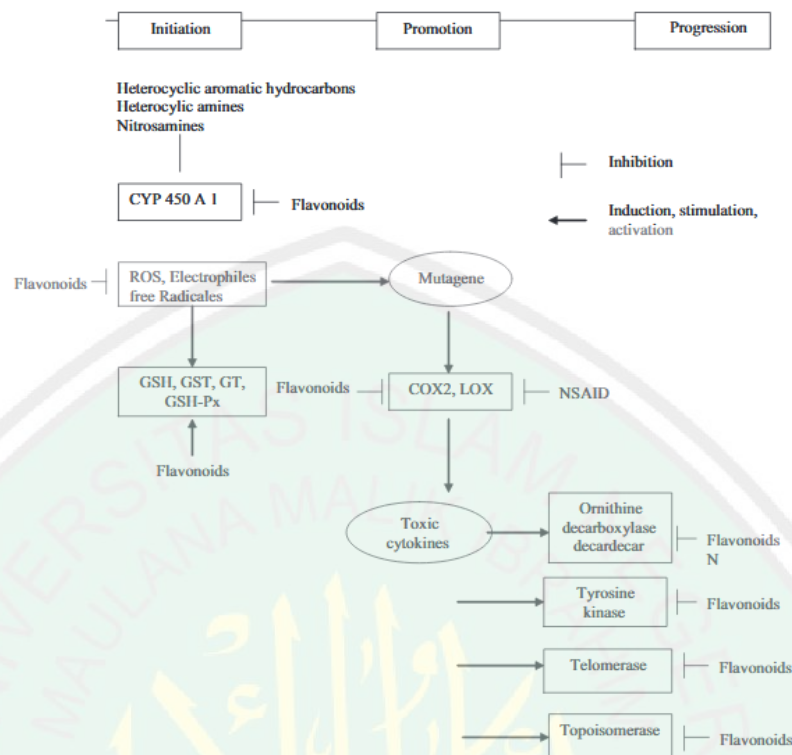 Initiation
Promotion
Progression
Heterocyclic aromatic hydrocarbons
Heterocylic amines
Nitrosamines
Inhibition
CYP 450 A 1
Flavonoids
Induction, stimulation,
activation
Flavonoids
ROS, Electrophiles
free Radicales
Mutagene
GSH, GST, GT,
GSH-Px
Flavonoids
COX2, LOX
NSAID
Flavonoids
Toxic
cytokines
Ornithine
decarboxylase
decardecar
Flavonoids
N
Tyrosine
kinase
Flavonoids
Telomerase
Flavonoids
Topoisomerase
Flavonoids